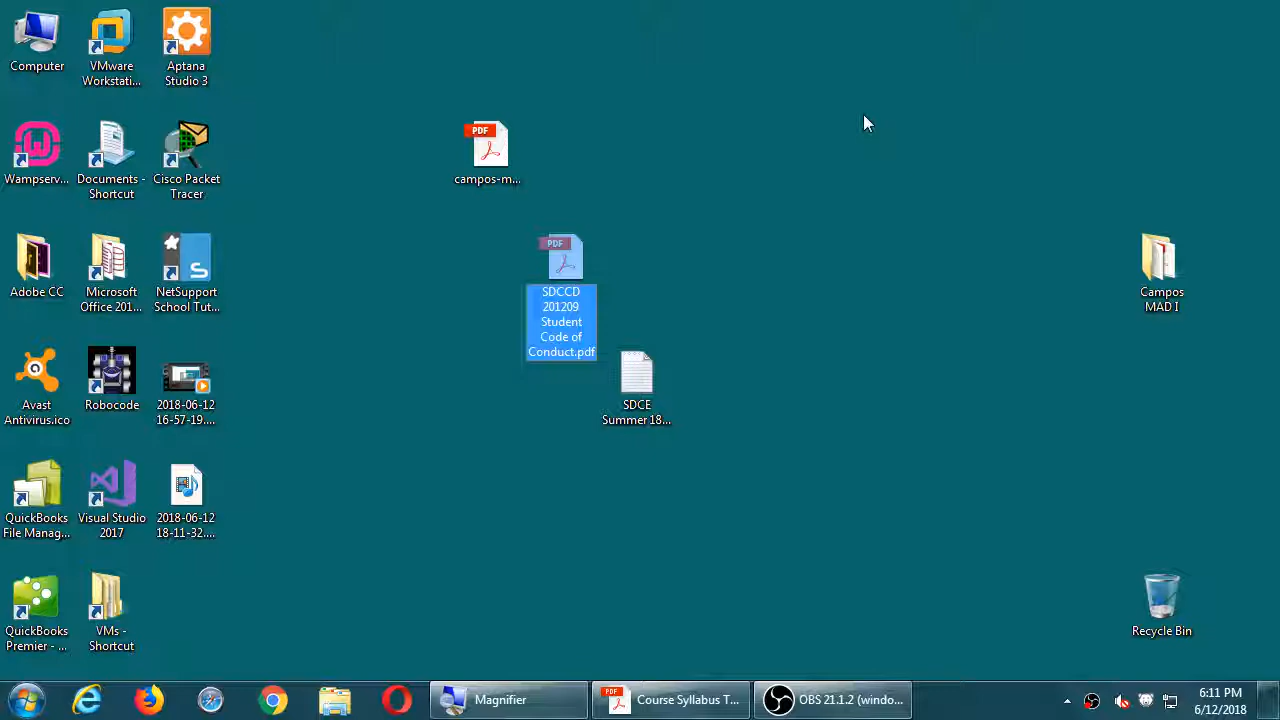 Computer
VMware
Workstati...
Aptana
Studio 3
PDF
campos-m...
Wampserv...
Documents -
Shortcut
Cisco Packet
Tracer
PDF
SDCCD
201209
Student
Code of
Conduct.pdf
Adobe CC
Microsoft
Office 201...
S
NetSupport
School Tut...
Campos
MAD I
Avast
Antivirus.ico
Robocode
2018-06-12
16-57-19....
SDCE
Summer 18...
QuickBooks
File Manag...
Visual Studio
2017
2018-06-12
18-11-32....
QuickBooks
Premier - ...
VMs -
Shortcut
Recycle Bin
Magnifier
PDF
Course Syllabus T...
OBS 21.1.2 (windo...
6:11 PM
6/12/2018